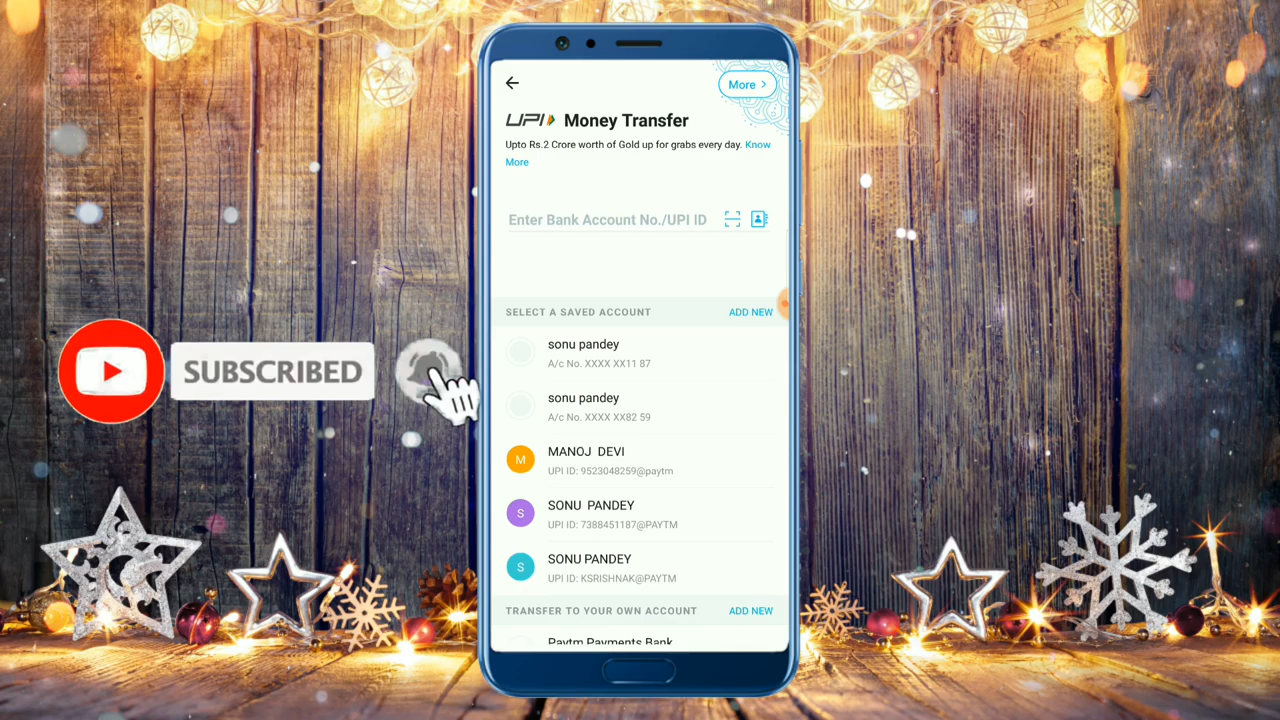 More >
UPI Money Transfer
Upto Rs.2 Crore worth of Gold up for grabs every day. Know
More
Enter Bank Account No./UPI ID
SELECT A SAVED ACCOUNT ADD NEW
sonu pandey
A/c No. XXXX XX11 87
sonu pandey
A/c No. XXXX XX82 59
SUBSCRIBED
M MANOJ DEVI
UPI ID: 9523048259@paytm
S SONU PANDEY
UPI ID: 7388451187@PAYTM
S SONU PANDEY
UPI ID: KSRISHNAK@PAYTM
TRANSFER TO YOUR OWN ACCOUNT ADD NEW
Paytm Payments Bank